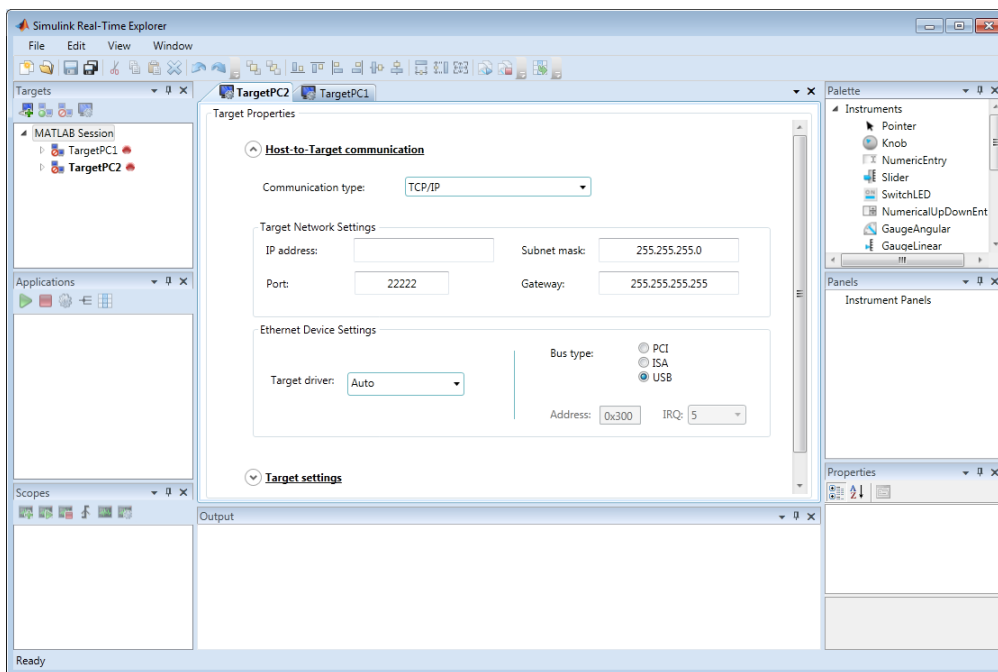 Simulink Real-Time Explorer
File Edit View Window
Targets
MATLAB Session
TargetPC1
TargetPC2
Applications
Scopes
TargetPC2 TargetPC1
Target Properties
Host-to-Target communication
Communication type: TCP/IP
Target Network Settings
IP address: Subnet mask: 255.255.255.0
Port: 22222 Gateway: 255.255.255.255
Ethernet Device Settings
Target driver: Auto
Bus type: PCI
ISA
USB
Address: 0x300 IRQ: 5
Target settings
Output
Palette
Instruments
Pointer
Knob
NumericEntry
Slider
SwitchLED
NumericalUpDownEnt
GaugeAngular
GaugeLinear
Panels
Instrument Panels
Properties
Ready